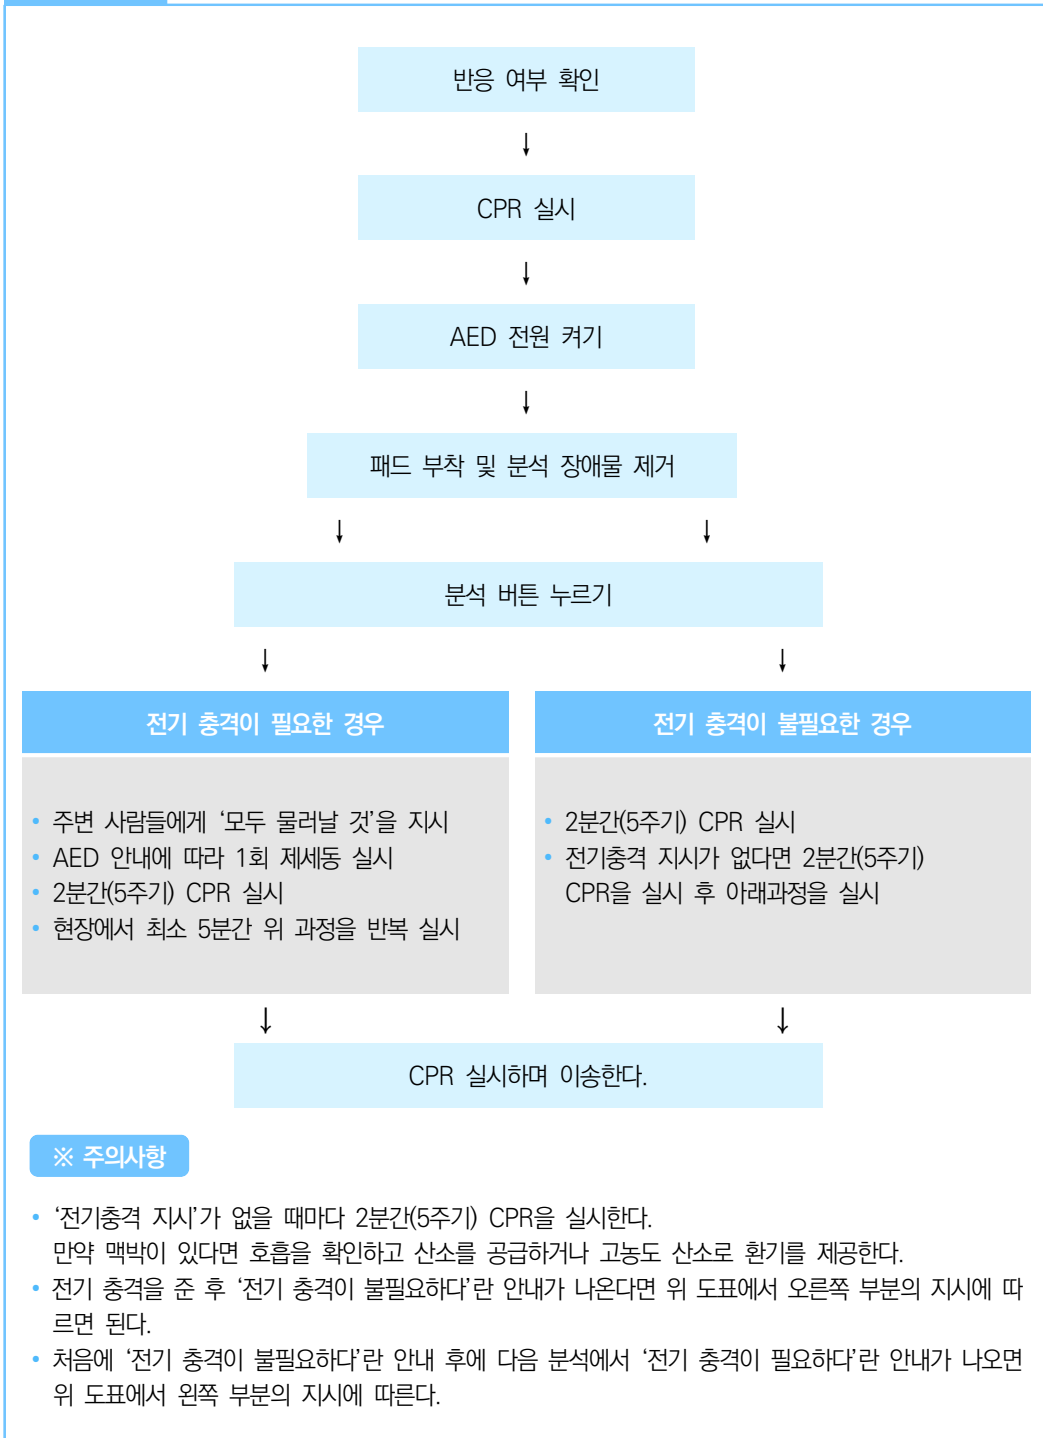 반응 여부 확인
↓
CPR 실시
↓
AED 전원 켜기
↓
패드 부착 및 분석 장애물 제거
↓ ↓
분석 버튼 누르기
↓ ↓
전기 충격이 필요한 경우
• 주변 사람들에게 ‘모두 물러날 것’을 지시
• AED 안내에 따라 1회 제세동 실시
• 2분간(5주기) CPR 실시
• 현장에서 최소 5분간 위 과정을 반복 실시
전기 충격이 불필요한 경우
• 2분간(5주기) CPR 실시
• 전기충격 지시가 없다면 2분간(5주기)
CPR을 실시 후 아래과정을 실시
↓ ↓
CPR 실시하며 이송한다.
※ 주의사항
• ‘전기충격 지시’가 없을 때마다 2분간(5주기) CPR을 실시한다.
만약 맥박이 있다면 호흡을 확인하고 산소를 공급하거나 고농도 산소로 환기를 제공한다.
• 전기 충격을 준 후 ‘전기 충격이 불필요하다’란 안내가 나온다면 위 도표에서 오른쪽 부분의 지시에 따
르면 된다.
• 처음에 ‘전기 충격이 불필요하다’란 안내 후에 다음 분석에서 ‘전기 충격이 필요하다’란 안내가 나오면
위 도표에서 왼쪽 부분의 지시에 따른다.